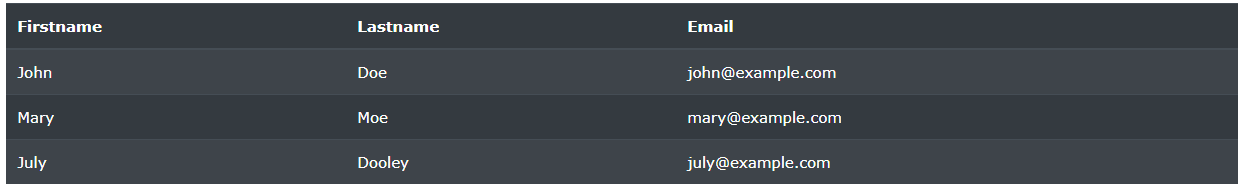 Firstname Lastname Email
John Doe john@example.com
Mary Moe mary@example.com
July Dooley july@example.com